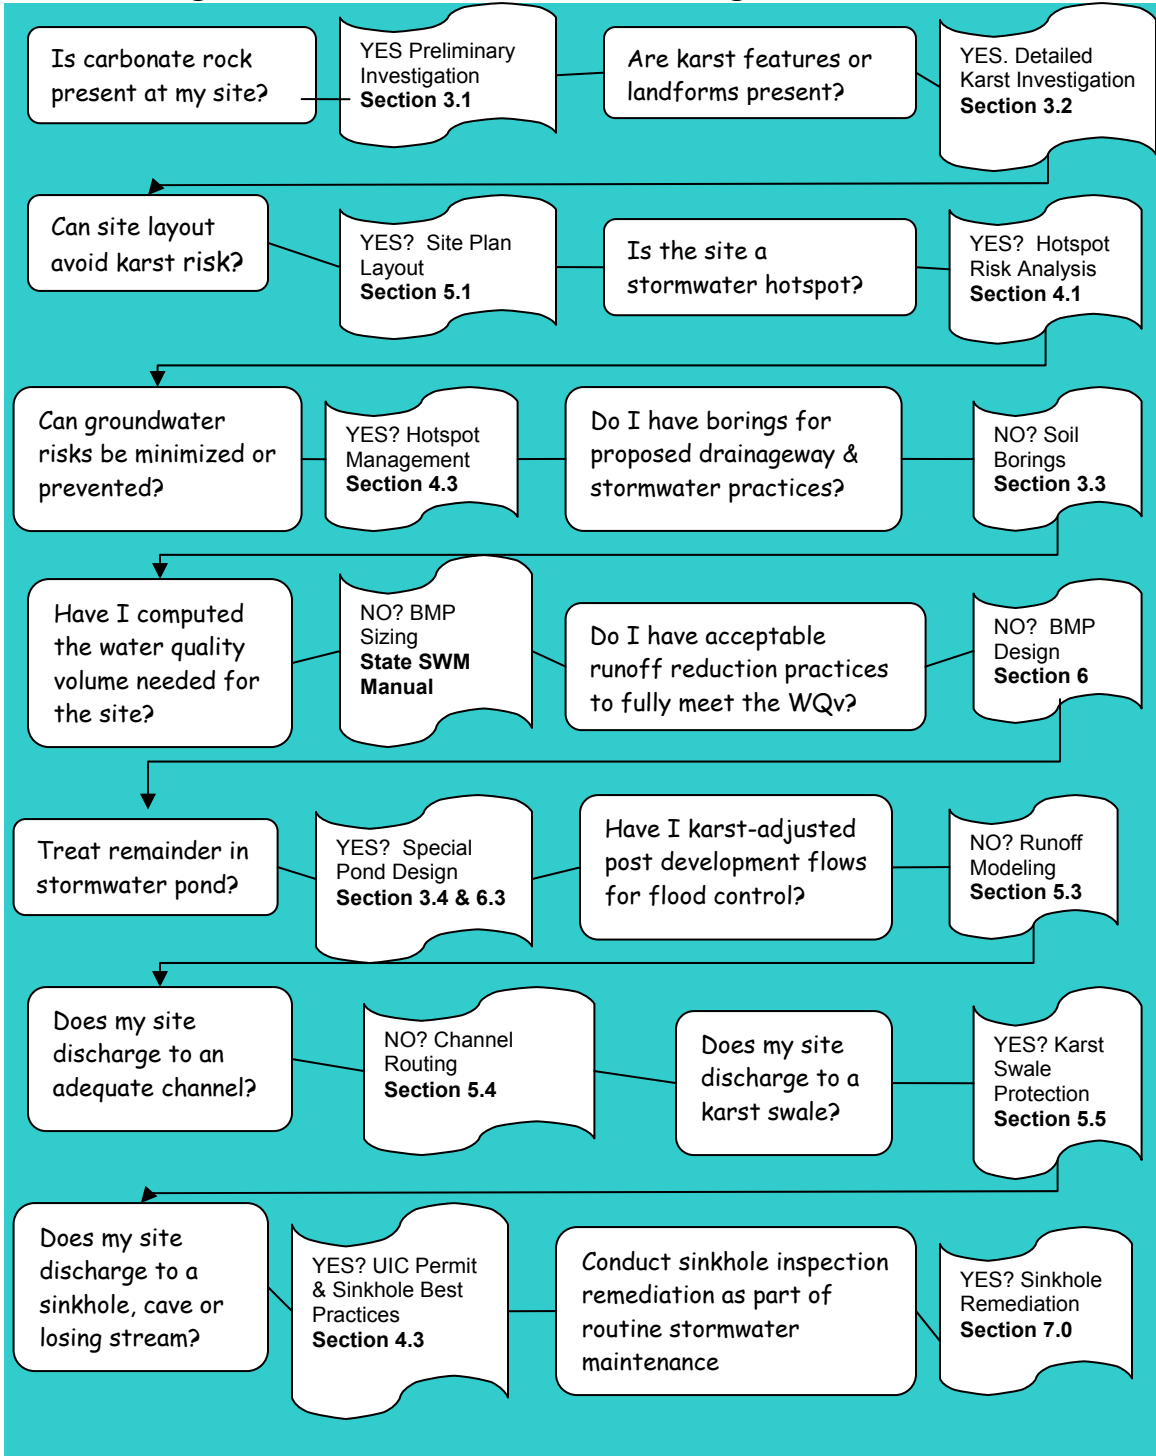 Is carbonate rock
present at my site?
YES Preliminary
Investigation
Section 3.1
Are karst features or
landforms present?
YES. Detailed
Karst Investigation
Section 3.2
Can site layout
avoid karst risk?
YES? Site Plan
Layout
Section 5.1
Is the site a
stormwater hotspot?
YES? Hotspot
Risk Analysis
Section 4.1
Can groundwater
risks be minimized or
prevented?
YES? Hotspot
Management
Section 4.3
Do I have borings for
proposed drainageway &
stormwater practices?
NO? Soil
Borings
Section 3.3
Have I computed
the water quality
volume needed for
the site?
NO? BMP
Sizing
State SWM
Manual
Do I have acceptable
runoff reduction practices
to fully meet the WQv?
NO? BMP
Design
Section 6
Treat remainder in
stormwater pond?
YES? Special
Pond Design
Section 3.4 & 6.3
Have I karst-adjusted
post development flows
for flood control?
NO? Runoff
Modeling
Section 5.3
Does my site
discharge to an
adequate channel?
NO? Channel
Routing
Section 5.4
Does my site
discharge to a
karst swale?
YES? Karst
Swale
Protection
Section 5.5
Does my site
discharge to a
sinkhole, cave or
losing stream?
YES? UIC Permit
& Sinkhole Best
Practices
Section 4.3
Conduct sinkhole inspection
remediation as part of
routine stormwater
maintenance
YES? Sinkhole
Remediation
Section 7.0